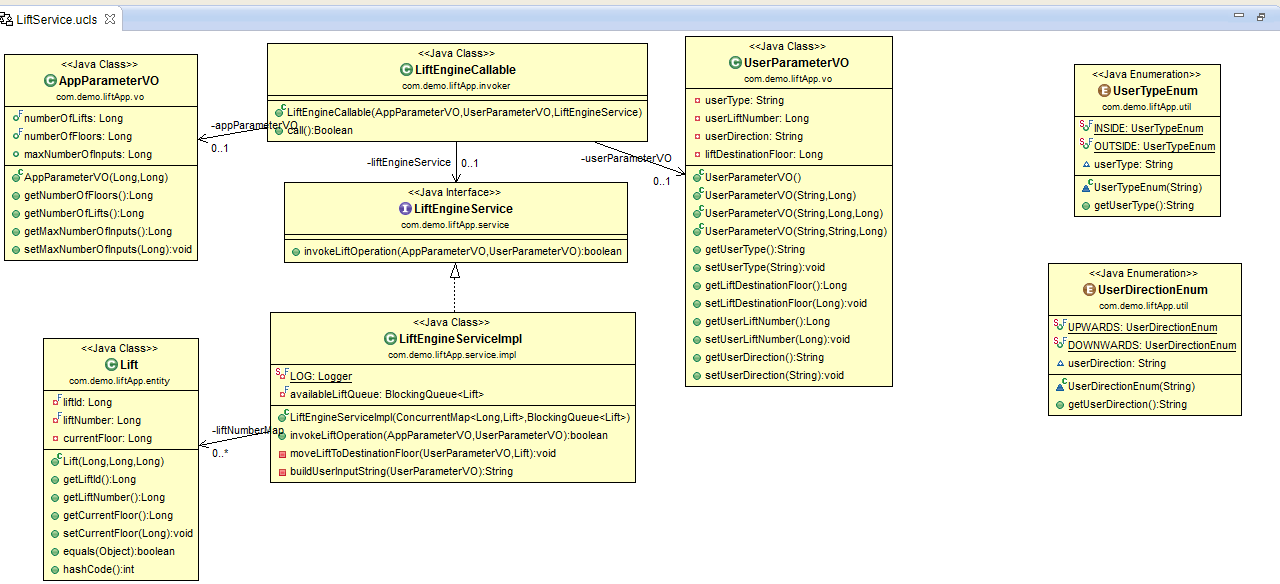 LiftService.ucls
<<Java Class>>
AppParameterVO
com.demo.liftApp.vo
numberOfLifts: Long
numberOfFloors: Long
maxNumberOfInputs: Long
AppParameterVO(Long,Long)
getNumberOfFloors():Long
getNumberOfLifts():Long
getMaxNumberOfInputs():Long
setMaxNumberOfInputs(Long):void
<<Java Class>>
LiftEngineCallable
com.demo.liftApp.invoker
LiftEngineCallable(AppParameterVO,UserParameterVO,LiftEngineService)
call():Boolean
-appParameterVO
0..1
-liftEngineService
0..1
-userParameterVO
0..1
<<Java Interface>>
LiftEngineService
com.demo.liftApp.service
invokeLiftOperation(AppParameterVO,UserParameterVO):boolean
<<Java Class>>
UserParameterVO
com.demo.liftApp.vo
userType: String
userLiftNumber: Long
userDirection: String
liftDestinationFloor: Long
UserParameterVO()
UserParameterVO(String,Long)
UserParameterVO(String,Long,Long)
UserParameterVO(String,String,Long)
getUserType():String
setUserType(String):void
getLiftDestinationFloor():Long
setLiftDestinationFloor(Long):void
getUserLiftNumber():Long
setUserLiftNumber(Long):void
getUserDirection():String
setUserDirection(String):void
<<Java Enumeration>>
UserTypeEnum
com.demo.liftApp.util
INSIDE: UserTypeEnum
OUTSIDE: UserTypeEnum
userType: String
UserTypeEnum(String)
getUserType():String
<<Java Enumeration>>
UserDirectionEnum
com.demo.liftApp.util
UPWARDS: UserDirectionEnum
DOWNWARDS: UserDirectionEnum
userDirection: String
UserDirectionEnum(String)
getUserDirection():String
<<Java Class>>
LiftEngineServiceImpl
com.demo.liftApp.service.impl
LOG: Logger
availableLiftQueue: BlockingQueue<Lift>
LiftEngineServiceImpl(ConcurrentMap<Long,Lift>,BlockingQueue<Lift>)
invokeLiftOperation(AppParameterVO,UserParameterVO):boolean
moveLiftToDestinationFloor(UserParameterVO,Lift):void
buildUserInputString(UserParameterVO):String
-liftNumberMap
0..*
<<Java Class>>
Lift
com.demo.liftApp.entity
liftId: Long
liftNumber: Long
currentFloor: Long
Lift(Long,Long,Long)
getLiftId():Long
getLiftNumber():Long
getCurrentFloor():Long
setCurrentFloor(Long):void
equals(Object):boolean
hashCode():int